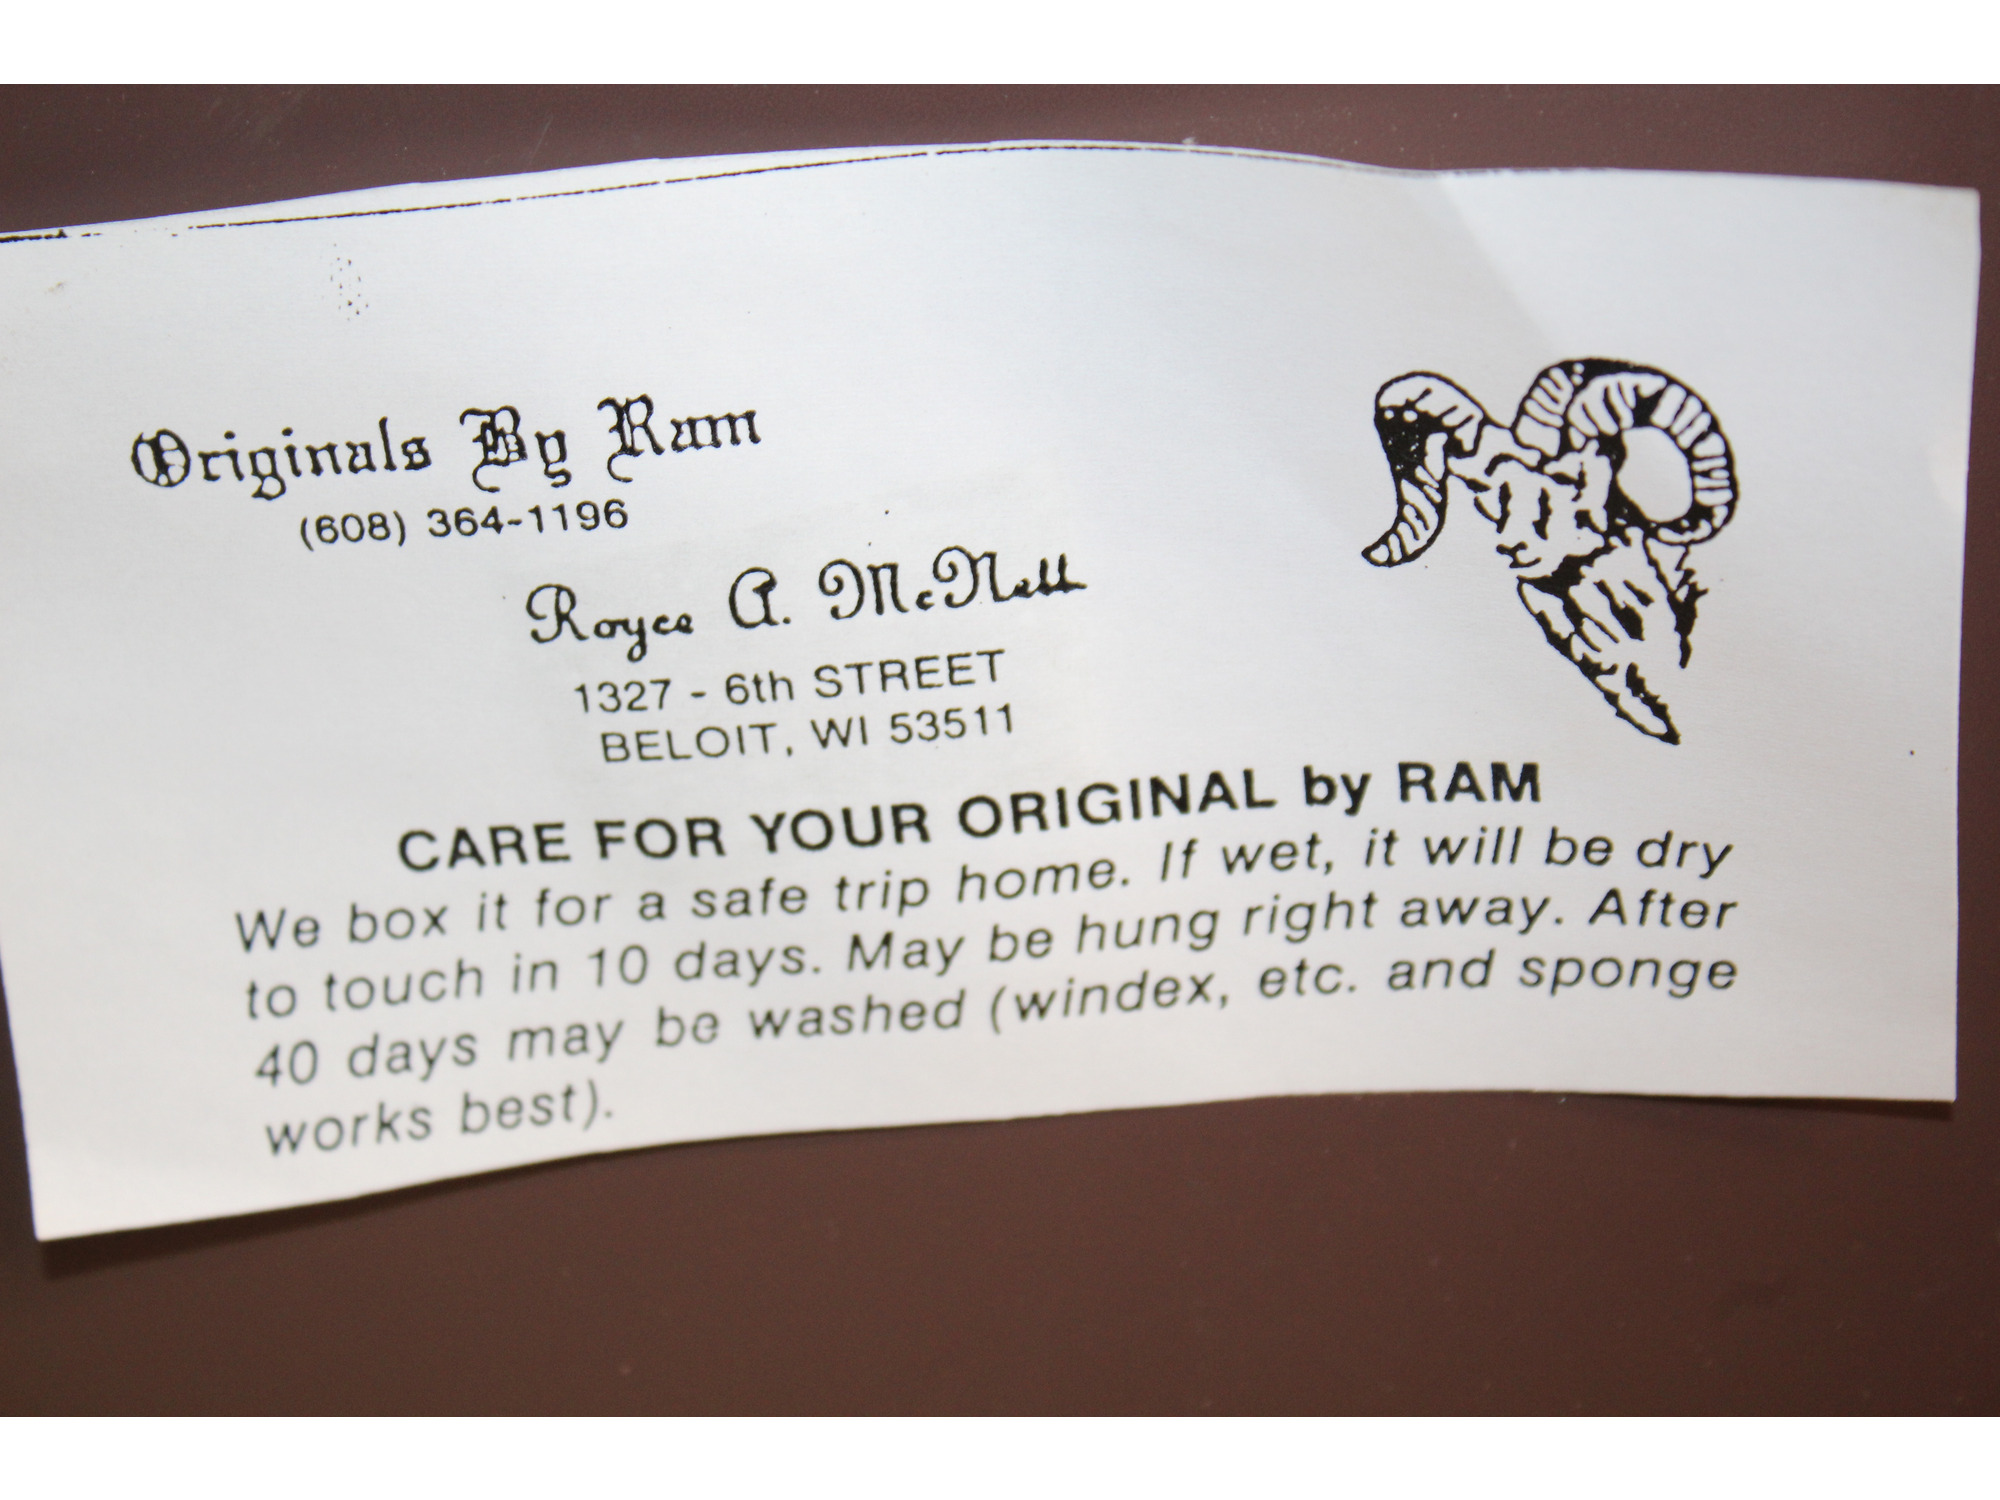 Originals By Ram
(608) 364-1196
Royce A. McNett
1327 - 6th STREET
BELOIT, WI 53511
CARE FOR YOUR ORIGINAL by RAM
We box it for a safe trip home. If wet, it will be dry
to touch in 10 days. May be hung right away. After
40 days may be washed (windex, etc. and sponge
works best).